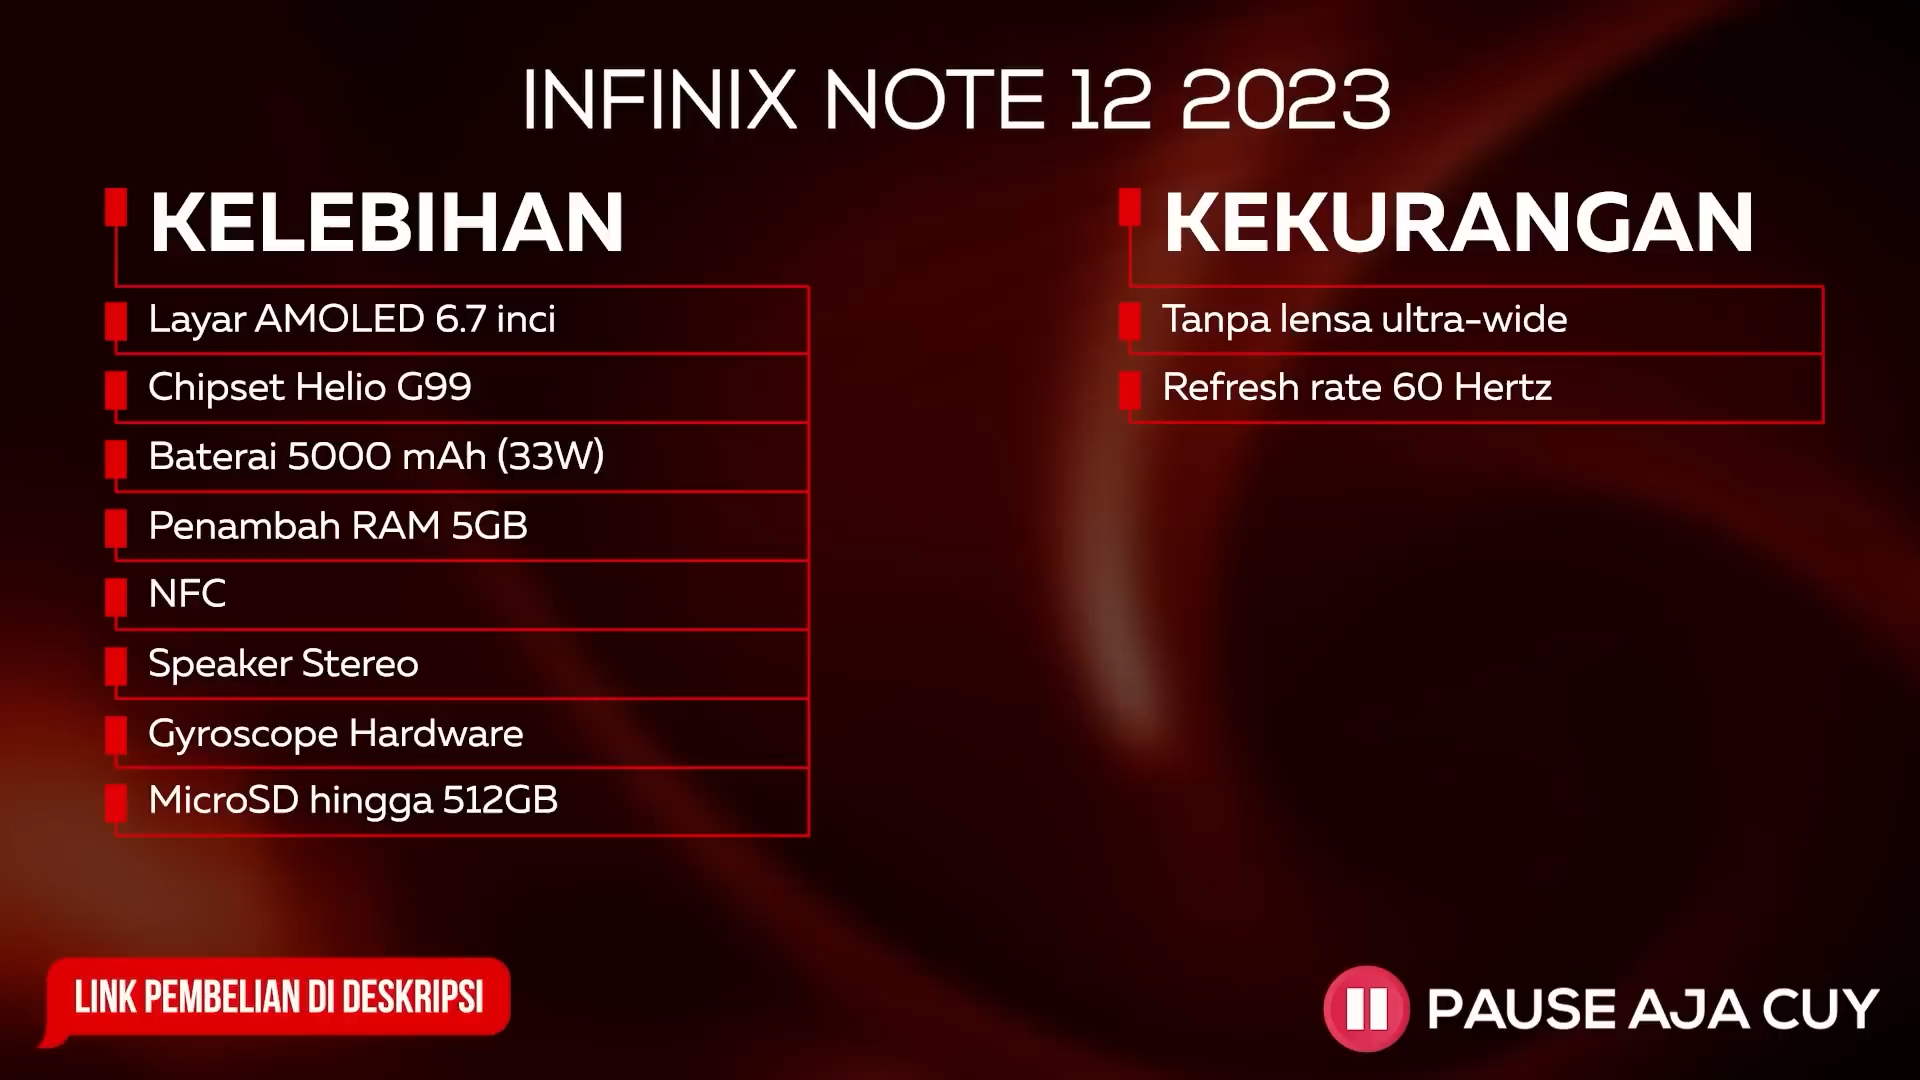 INFINIX NOTE 12 2023
KELEBIHAN
Layar AMOLED 6.7 inci
Chipset Helio G99
Baterai 5000 mAh (33W)
Penambah RAM 5GB
NFC
Speaker Stereo
Gyroscope Hardware
MicroSD hingga 512GB
KEKURANGAN
Tanpa lensa ultra-wide
Refresh rate 60 Hertz
LINK PEMBELIAN DI DESKRIPSI
PAUSE AJA CUY